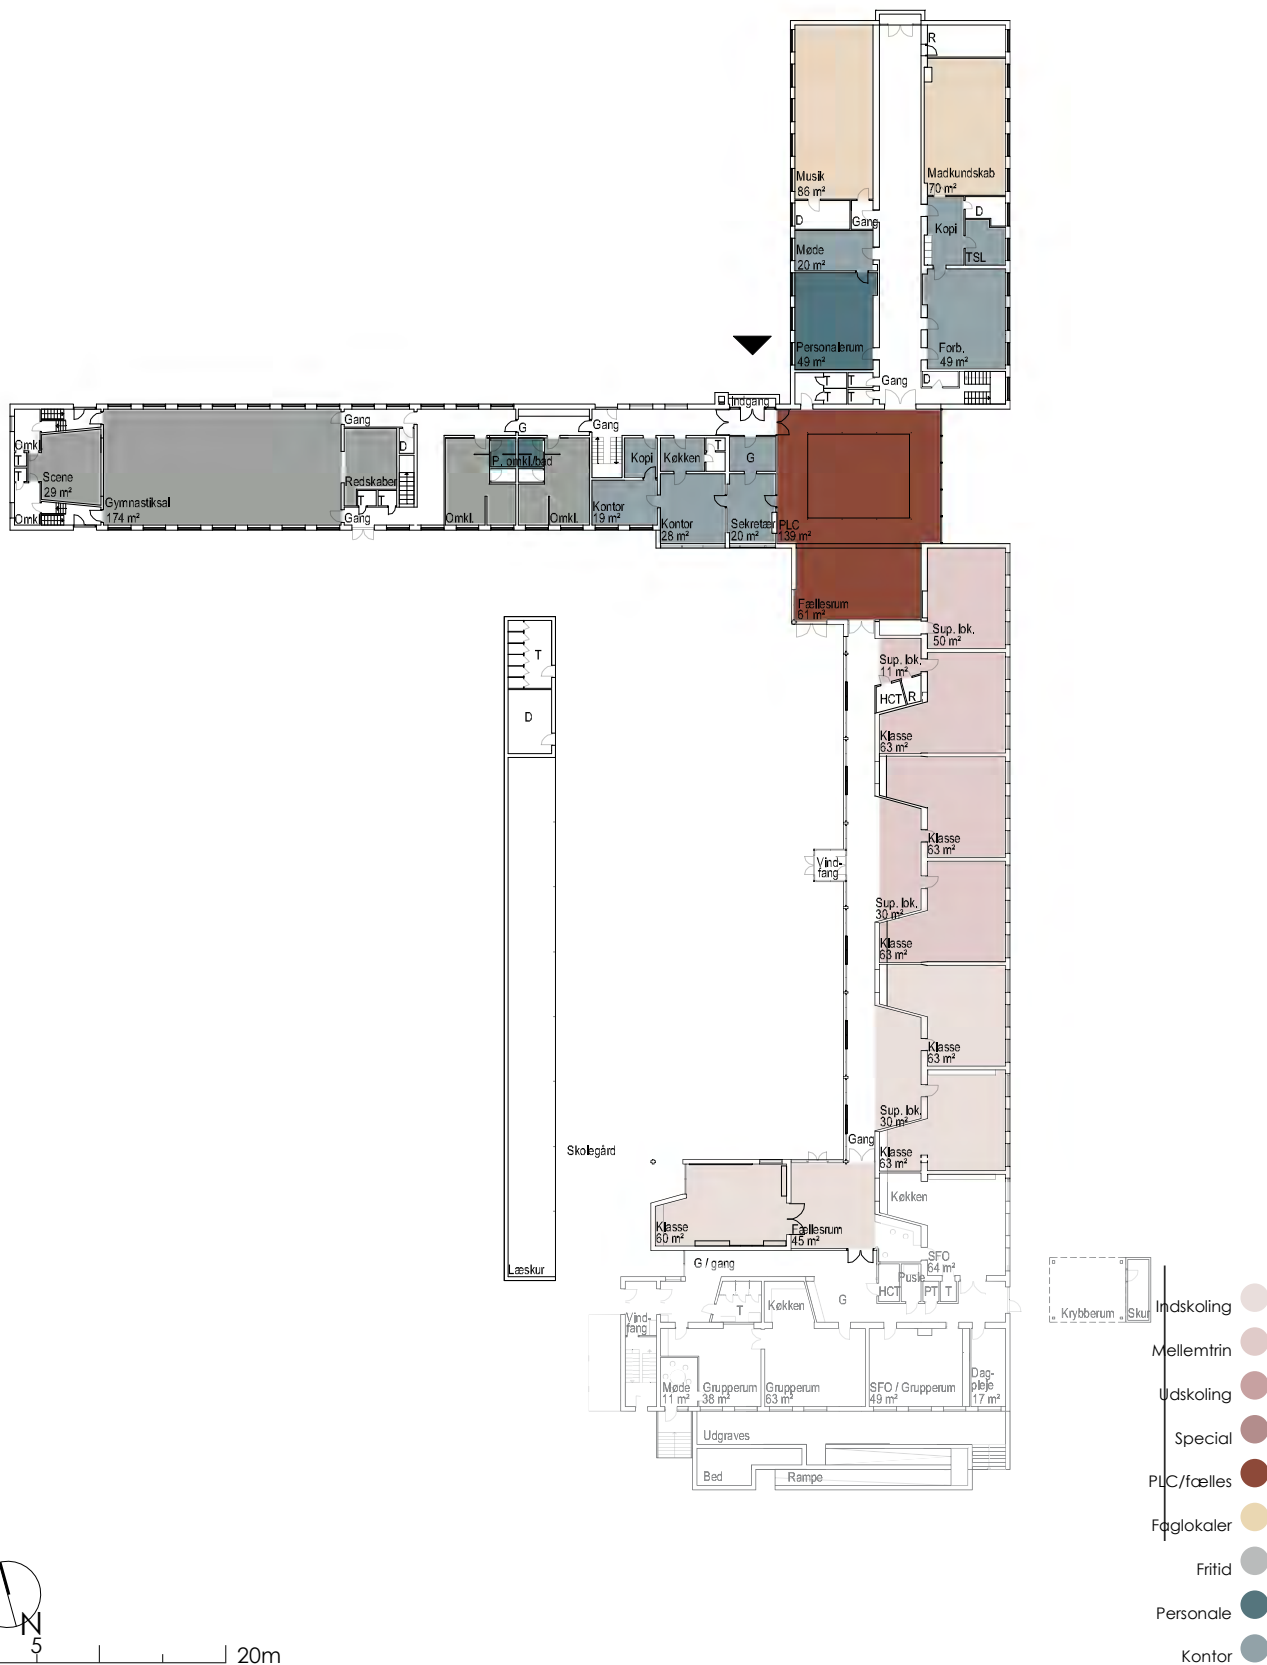 R
Musik
86 m²
Madkundskab
70 m²
D
Gang
D
Kopi
Møde
20 m²
TSL
Personalerum
49 m²
Forb.
49 m²
T
T
T
T
Gang
D
Indgang
Omkl.
T
T
Scene
29 m²
Omkl.
Gymnastiksal
174 m²
Gang
D
Redskaber
T
T
Gang
G
P. omkl./bad
Omkl.
Omkl.
Gang
Kopi
Køkken
T
G
Kontor
19 m²
Kontor
28 m²
Sekretær
20 m²
PLC
139 m²
Fællesrum
61 m²
Sup. lok.
50 m²
T
D
Sup. lok.
11 m²
HCT
R
Klasse
63 m²
Klasse
63 m²
Vind-
fang
Sup. lok.
30 m²
Klasse
63 m²
Klasse
63 m²
Sup. lok.
30 m²
Gang
Klasse
63 m²
Skolegård
Læskur
Køkken
Klasse
60 m²
Fællesrum
45 m²
SFO
64 m²
G / gang
HCT
Pusle
PT
T
T
Køkken
G
Vind-
fang
Møde
11 m²
Grupperum
38 m²
Grupperum
63 m²
SFO / Grupperum
49 m²
Dag-
pleje
17 m²
Udgraves
Bed
Rampe
Krybberum
Skur
Indskoling
Mellemtrin
Udskoling
Special
PLC/fælles
Faglokaler
Fritid
Personale
Kontor
N
5
20m